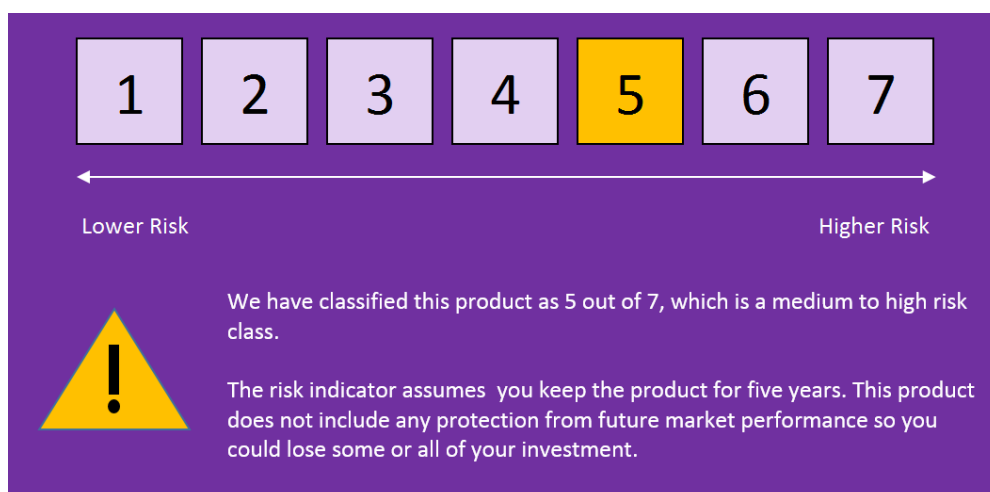 1 2 3 4 5 6 7
Lower Risk Higher Risk
We have classified this product as 5 out of 7, which is a medium to high risk
class.
!
The risk indicator assumes  you keep the product for five years. This product
does not include any protection from future market performance so you
could lose some or all of your investment.